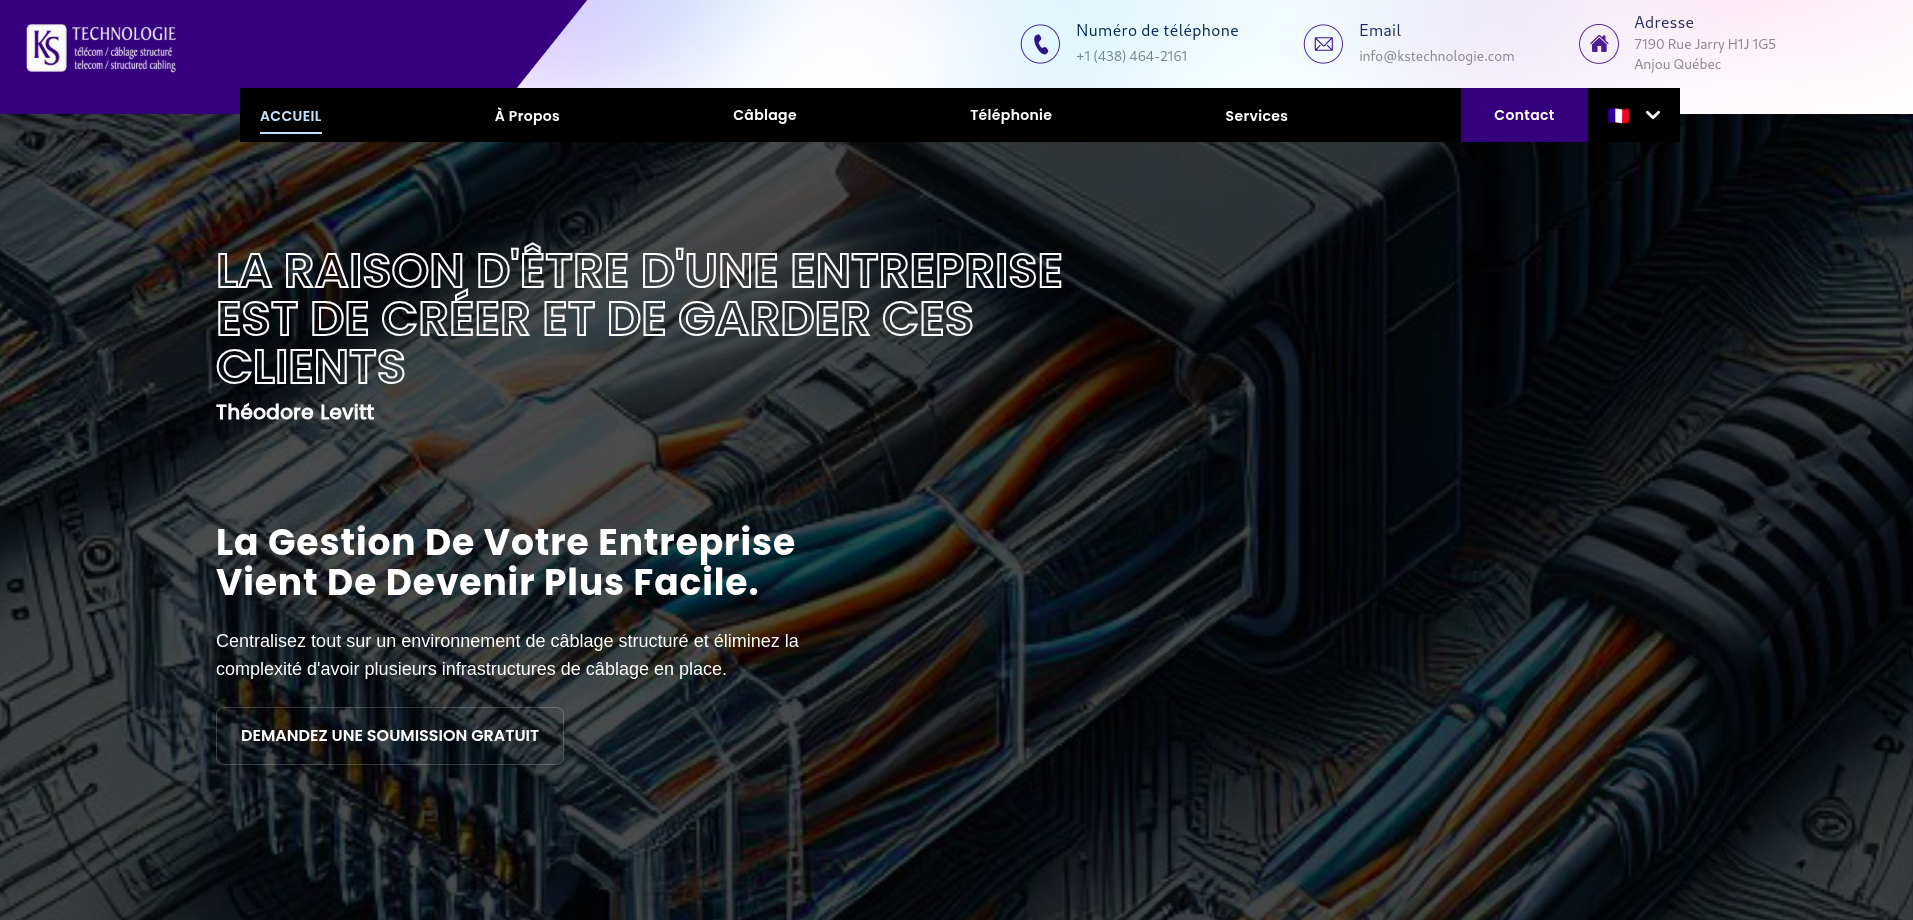 KS TECHNOLOGIE
télécom / câblage structuré
telecom / structured cabling
Numéro de téléphone
+1 (438) 464-2161
Email
info@kstechnologie.com
Adresse
7190 Rue Jarry H1J 1G5
Anjou Québec
ACCUEIL
À Propos
Câblage
Téléphonie
Services
Contact
LA RAISON D'ÊTRE D'UNE ENTREPRISE
EST DE CRÉER ET DE GARDER CES
CLIENTS
Théodore Levitt
La Gestion De Votre Entreprise
Vient De Devenir Plus Facile.
Centralisez tout sur un environnement de câblage structuré et éliminez la
complexité d'avoir plusieurs infrastructures de câblage en place.
DEMANDEZ UNE SOUMISSION GRATUIT